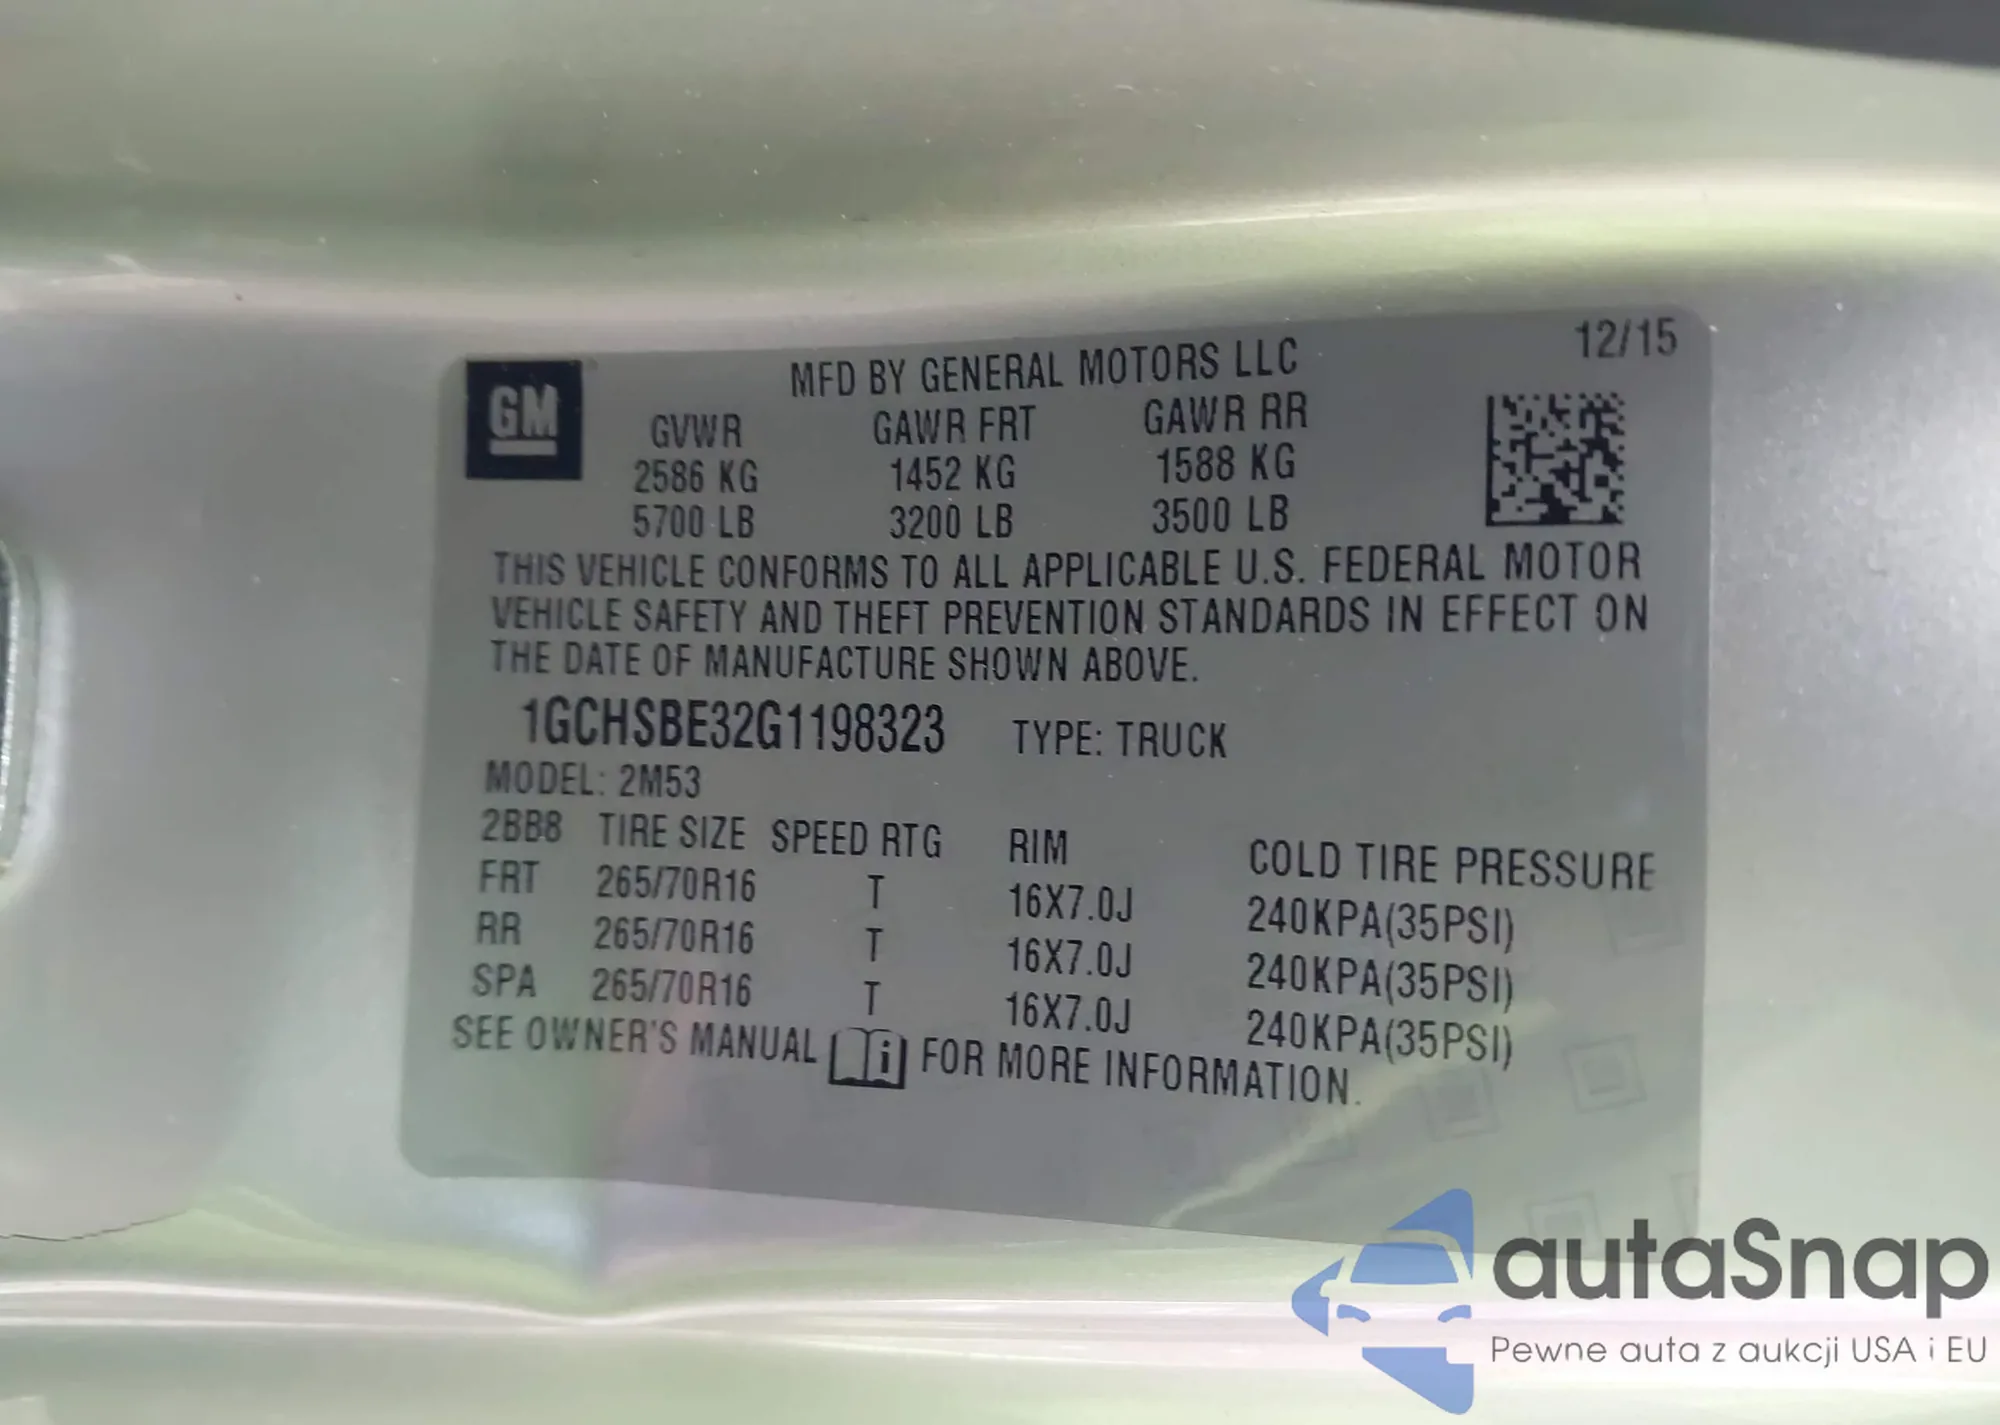 12/15
GM
MFD BY GENERAL MOTORS LLC
GVWR GAWR FRT GAWR RR
2586 KG 1452 KG 1588 KG
5700 LB 3200 LB 3500 LB
THIS VEHICLE CONFORMS TO ALL APPLICABLE U.S. FEDERAL MOTOR
VEHICLE SAFETY AND THEFT PREVENTION STANDARDS IN EFFECT ON
THE DATE OF MANUFACTURE SHOWN ABOVE.
1GCHSBE32G1198323 TYPE: TRUCK
MODEL: 2M53
2BB8 TIRE SIZE SPEED RTG RIM COLD TIRE PRESSURE
FRT 265/70R16 T 16X7.0J 240KPA(35PSI)
RR 265/70R16 T 16X7.0J 240KPA(35PSI)
SPA 265/70R16 T 16X7.0J 240KPA(35PSI)
SEE OWNER'S MANUAL i FOR MORE INFORMATION.
autaSnap
Pewne auta z aukcji USA i EU